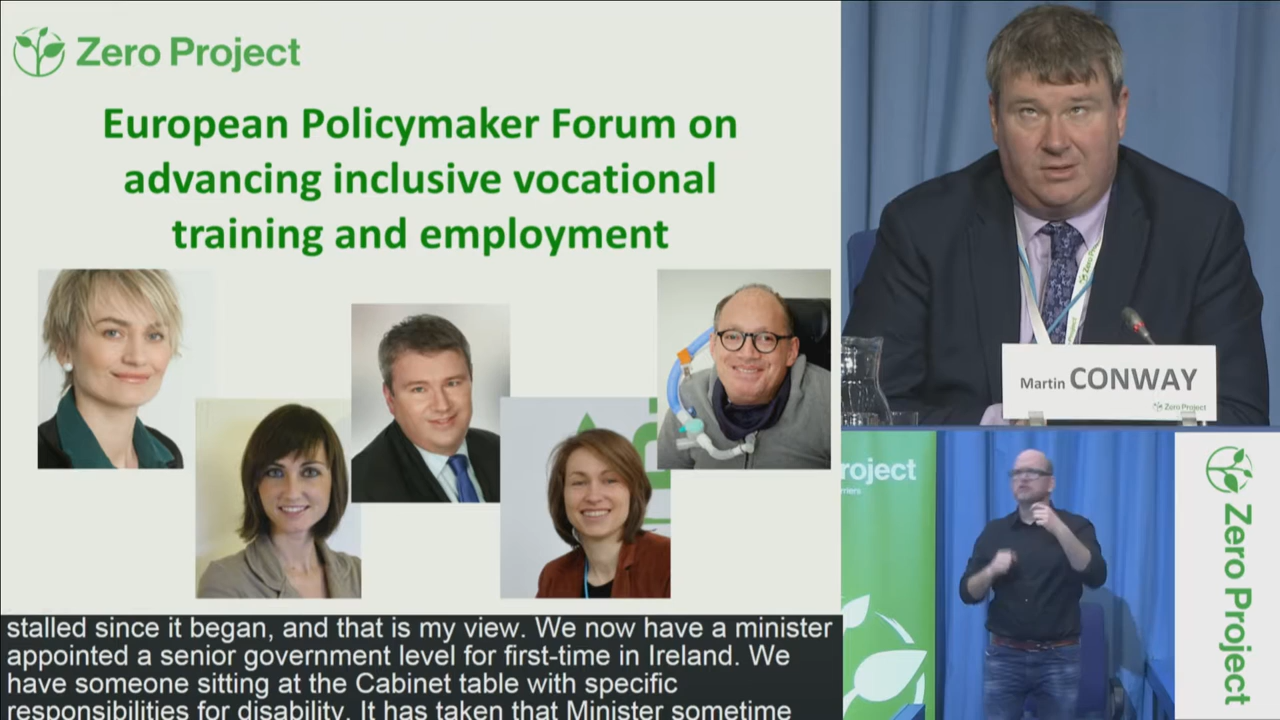 Zero Project
European Policymaker Forum on
advancing inclusive vocational
training and employment
stalled since it began, and that is my view. We now have a minister
appointed a senior government level for first-time in Ireland. We
have someone sitting at the Cabinet table with specific
responsibilities for disability. It has taken that Minister sometime
Martin CONWAY
Zero Project
roject
rriers
Zero Project